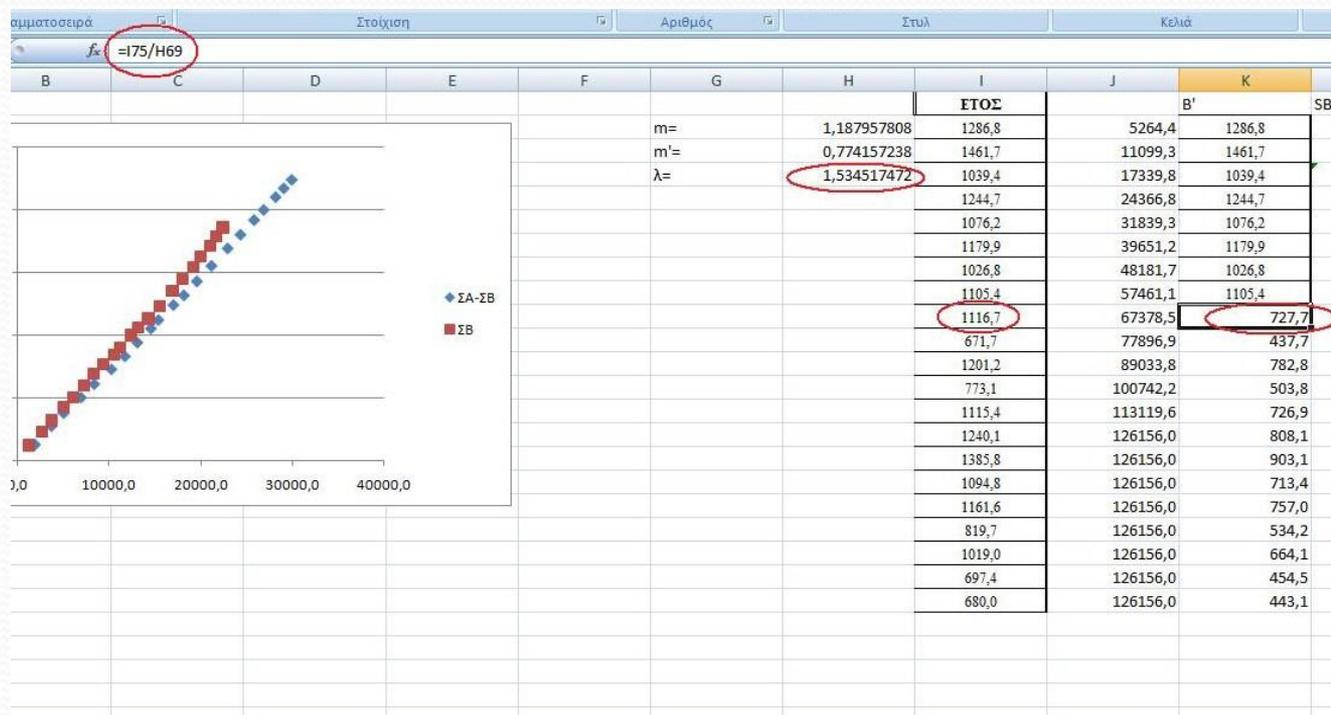 αμματοσειρά Στοίχιση Αριθμός Στυλ Κελιά
fx =I75/H69
B C D E F G H I J K
ΕΤΟΣ B' SB
m= 1,187957808 1286,8 5264,4 1286,8
m'= 0,774157238 1461,7 11099,3 1461,7
λ= 1,534517472 1039,4 17339,8 1039,4
1244,7 24366,8 1244,7
1076,2 31839,3 1076,2
1179,9 39651,2 1179,9
1026,8 48181,7 1026,8
ΣΑ-ΣΒ 1105,4 57461,1 1105,4
ΣΒ 1116,7 67378,5 727,7
671,7 77896,9 437,7
1201,2 89033,8 782,8
773,1 100742,2 503,8
1115,4 113119,6 726,9
1240,1 126156,0 808,1
1385,8 126156,0 903,1
0,0 10000,0 20000,0 30000,0 40000,0
1094,8 126156,0 713,4
1161,6 126156,0 757,0
819,7 126156,0 534,2
1019,0 126156,0 664,1
697,4 126156,0 454,5
680,0 126156,0 443,1